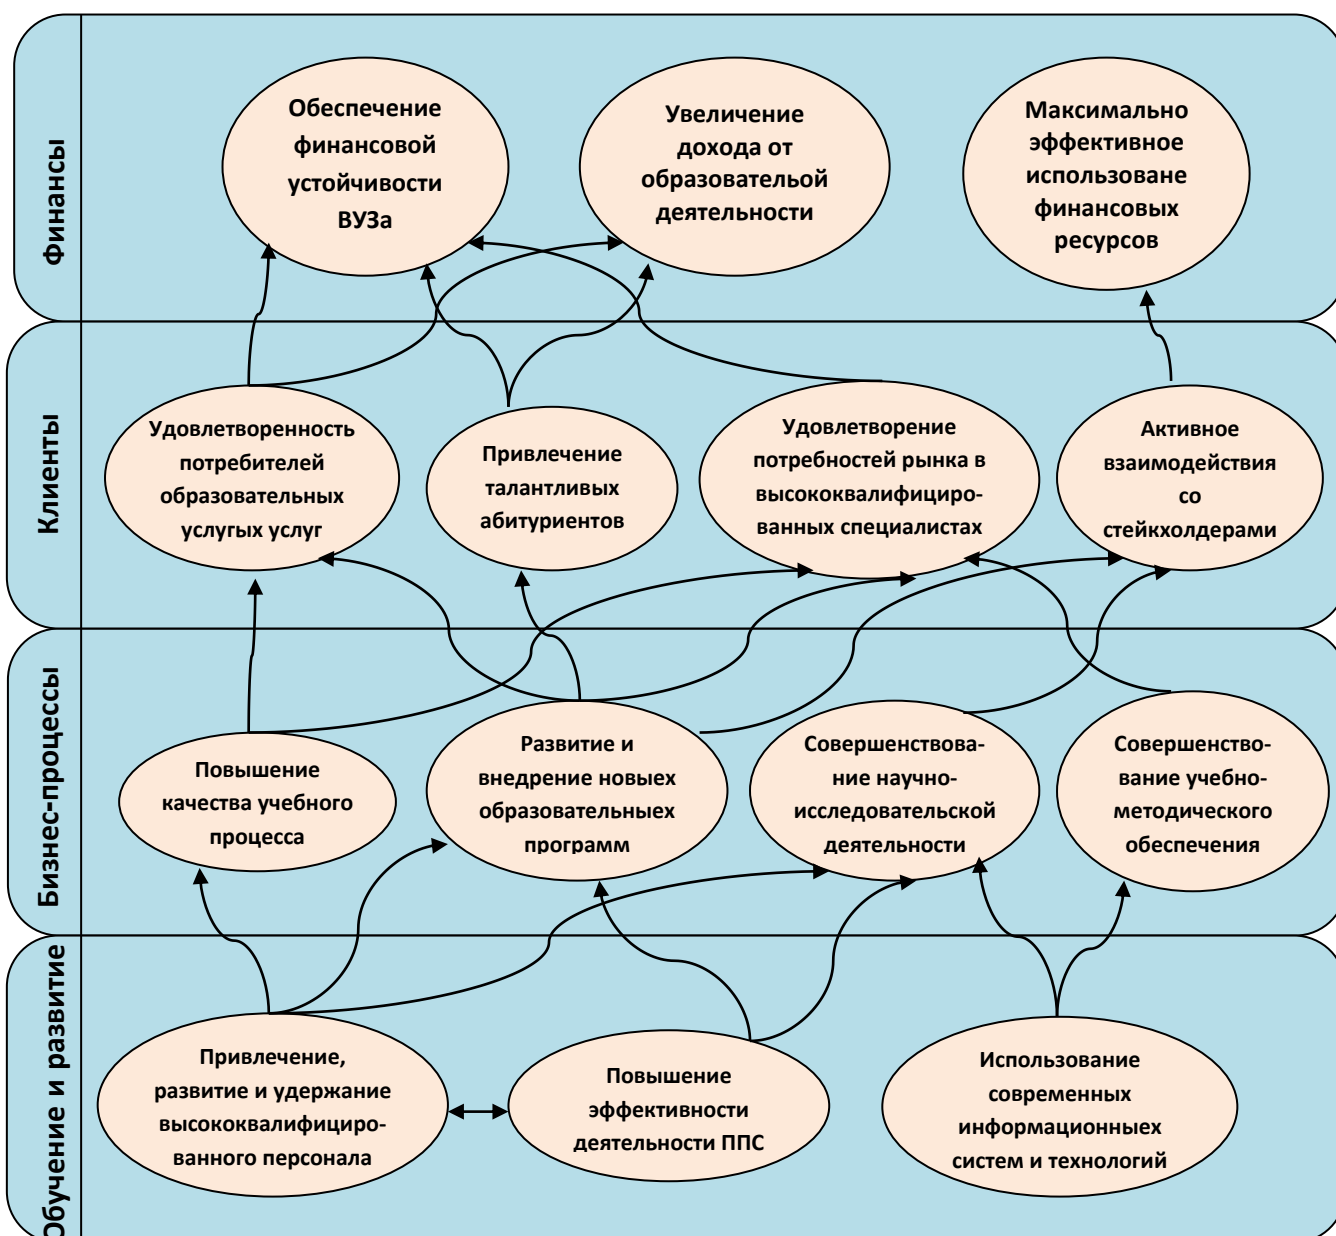 Финансы
Обеспечение
финансовой
устойчивости
ВУЗа
Увеличение
дохода от
образовательой
деятельности
Максимально
эффективное
использоване
финансовых
ресурсов
Клиенты
Удовлетворенность
потребителей
образовательных
услугых услуг
Привлечение
талантливых
абитуриентов
Удовлетворение
потребностей рынка в
высококвалифициро-
ванных специалистах
Активное
взаимодействия
со
стейкхолдерами
Бизнес-процессы
Повышение
качества учебного
процесса
Развитие и
внедрение новыех
образовательныех
программ
Совершенствова-
ние научно-
исследовательской
деятельности
Совершенство-
вание учебно-
методического
обеспечения
Обучение и развитие
Привлечение,
развитие и удержание
высококвалифициро-
ванного персонала
Повышение
эффективности
деятельности ППС
Использование
современных
информационныех
систем и технологий